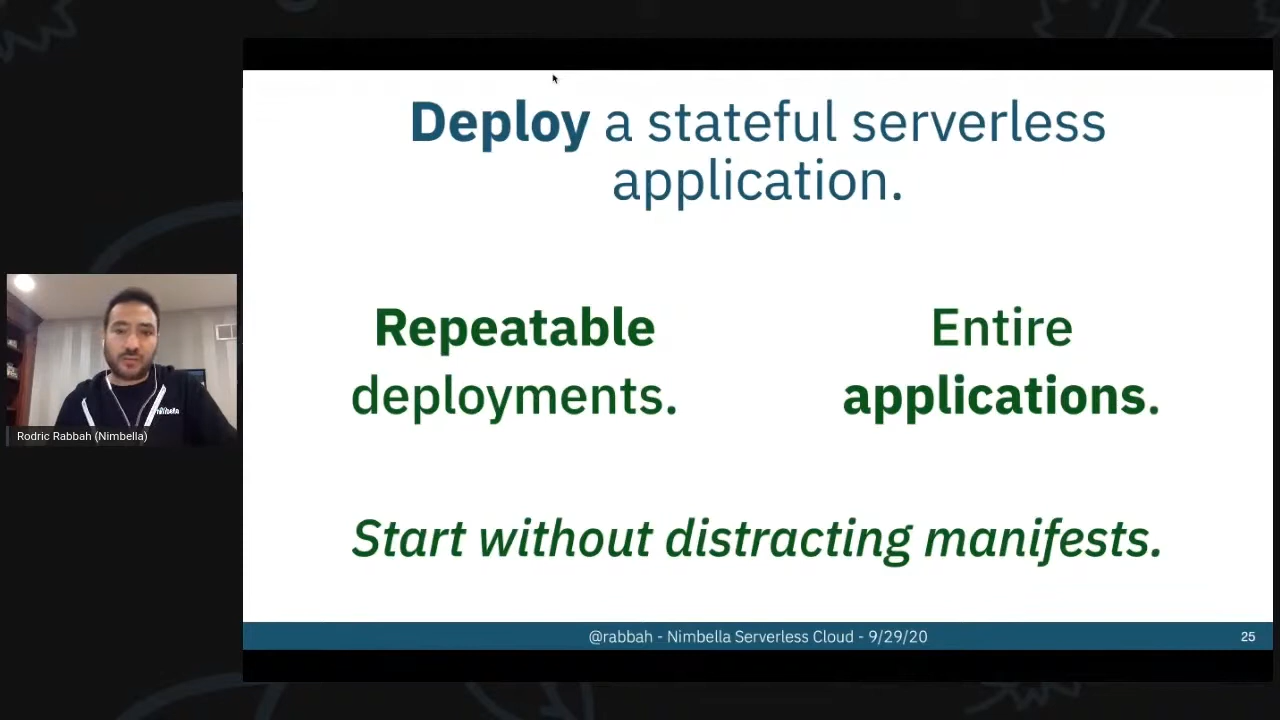 Deploy a stateful serverless
application.
Repeatable
deployments.
Entire
applications.
Start without distracting manifests.
@rabbah - Nimbella Serverless Cloud - 9/29/20
25
Rodric Rabbah (Nimbella)
nimbella